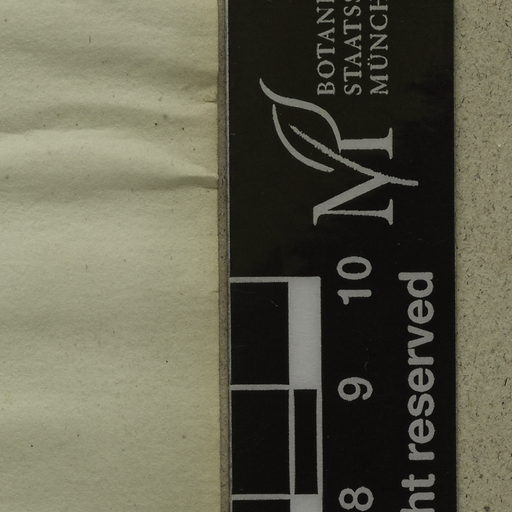 BOTANI
STAATSS
MÜNCH
M
10
9
8
ht reserved